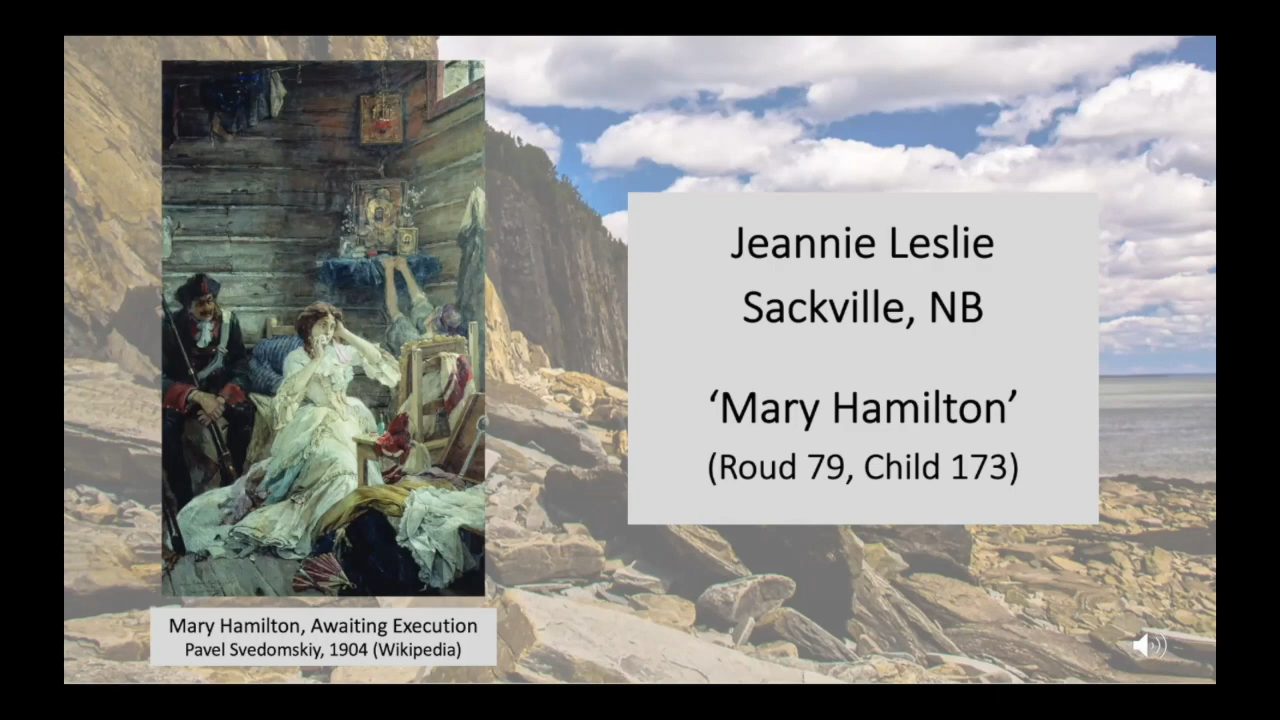 Jeannie Leslie
Sackville, NB
‘Mary Hamilton’
(Roud 79, Child 173)
Mary Hamilton, Awaiting Execution
Pavel Svedomskiy, 1904 (Wikipedia)